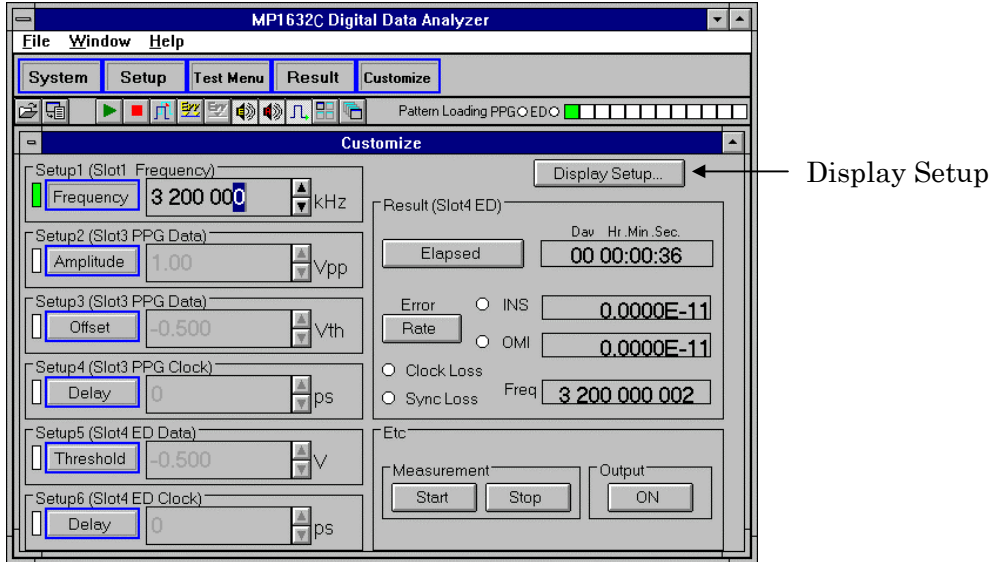 MP1632C Digital Data Analyzer
File Window Help
System Setup Test Menu Result Customize
Pattern Loading PPG ED
Customize
Setup1 (Slot1 Frequency)
Frequency 3 200 000 kHz
Setup2 (Slot3 PPG Data)
Amplitude 1.00 Vpp
Setup3 (Slot3 PPG Data)
Offset -0.500 Vth
Setup4 (Slot3 PPG Clock)
Delay 0 ps
Setup5 (Slot4 ED Data)
Threshold -0.500 V
Setup6 (Slot4 ED Clock)
Delay 0 ps
Display Setup...
Display Setup
Result (Slot4 ED)
Day Hr.Min.Sec.
Elapsed 00 00:00:36
Error INS 0.0000E-11
Rate OMI 0.0000E-11
Clock Loss
Sync Loss Freq 3 200 000 002
Etc
Measurement Output
Start Stop ON